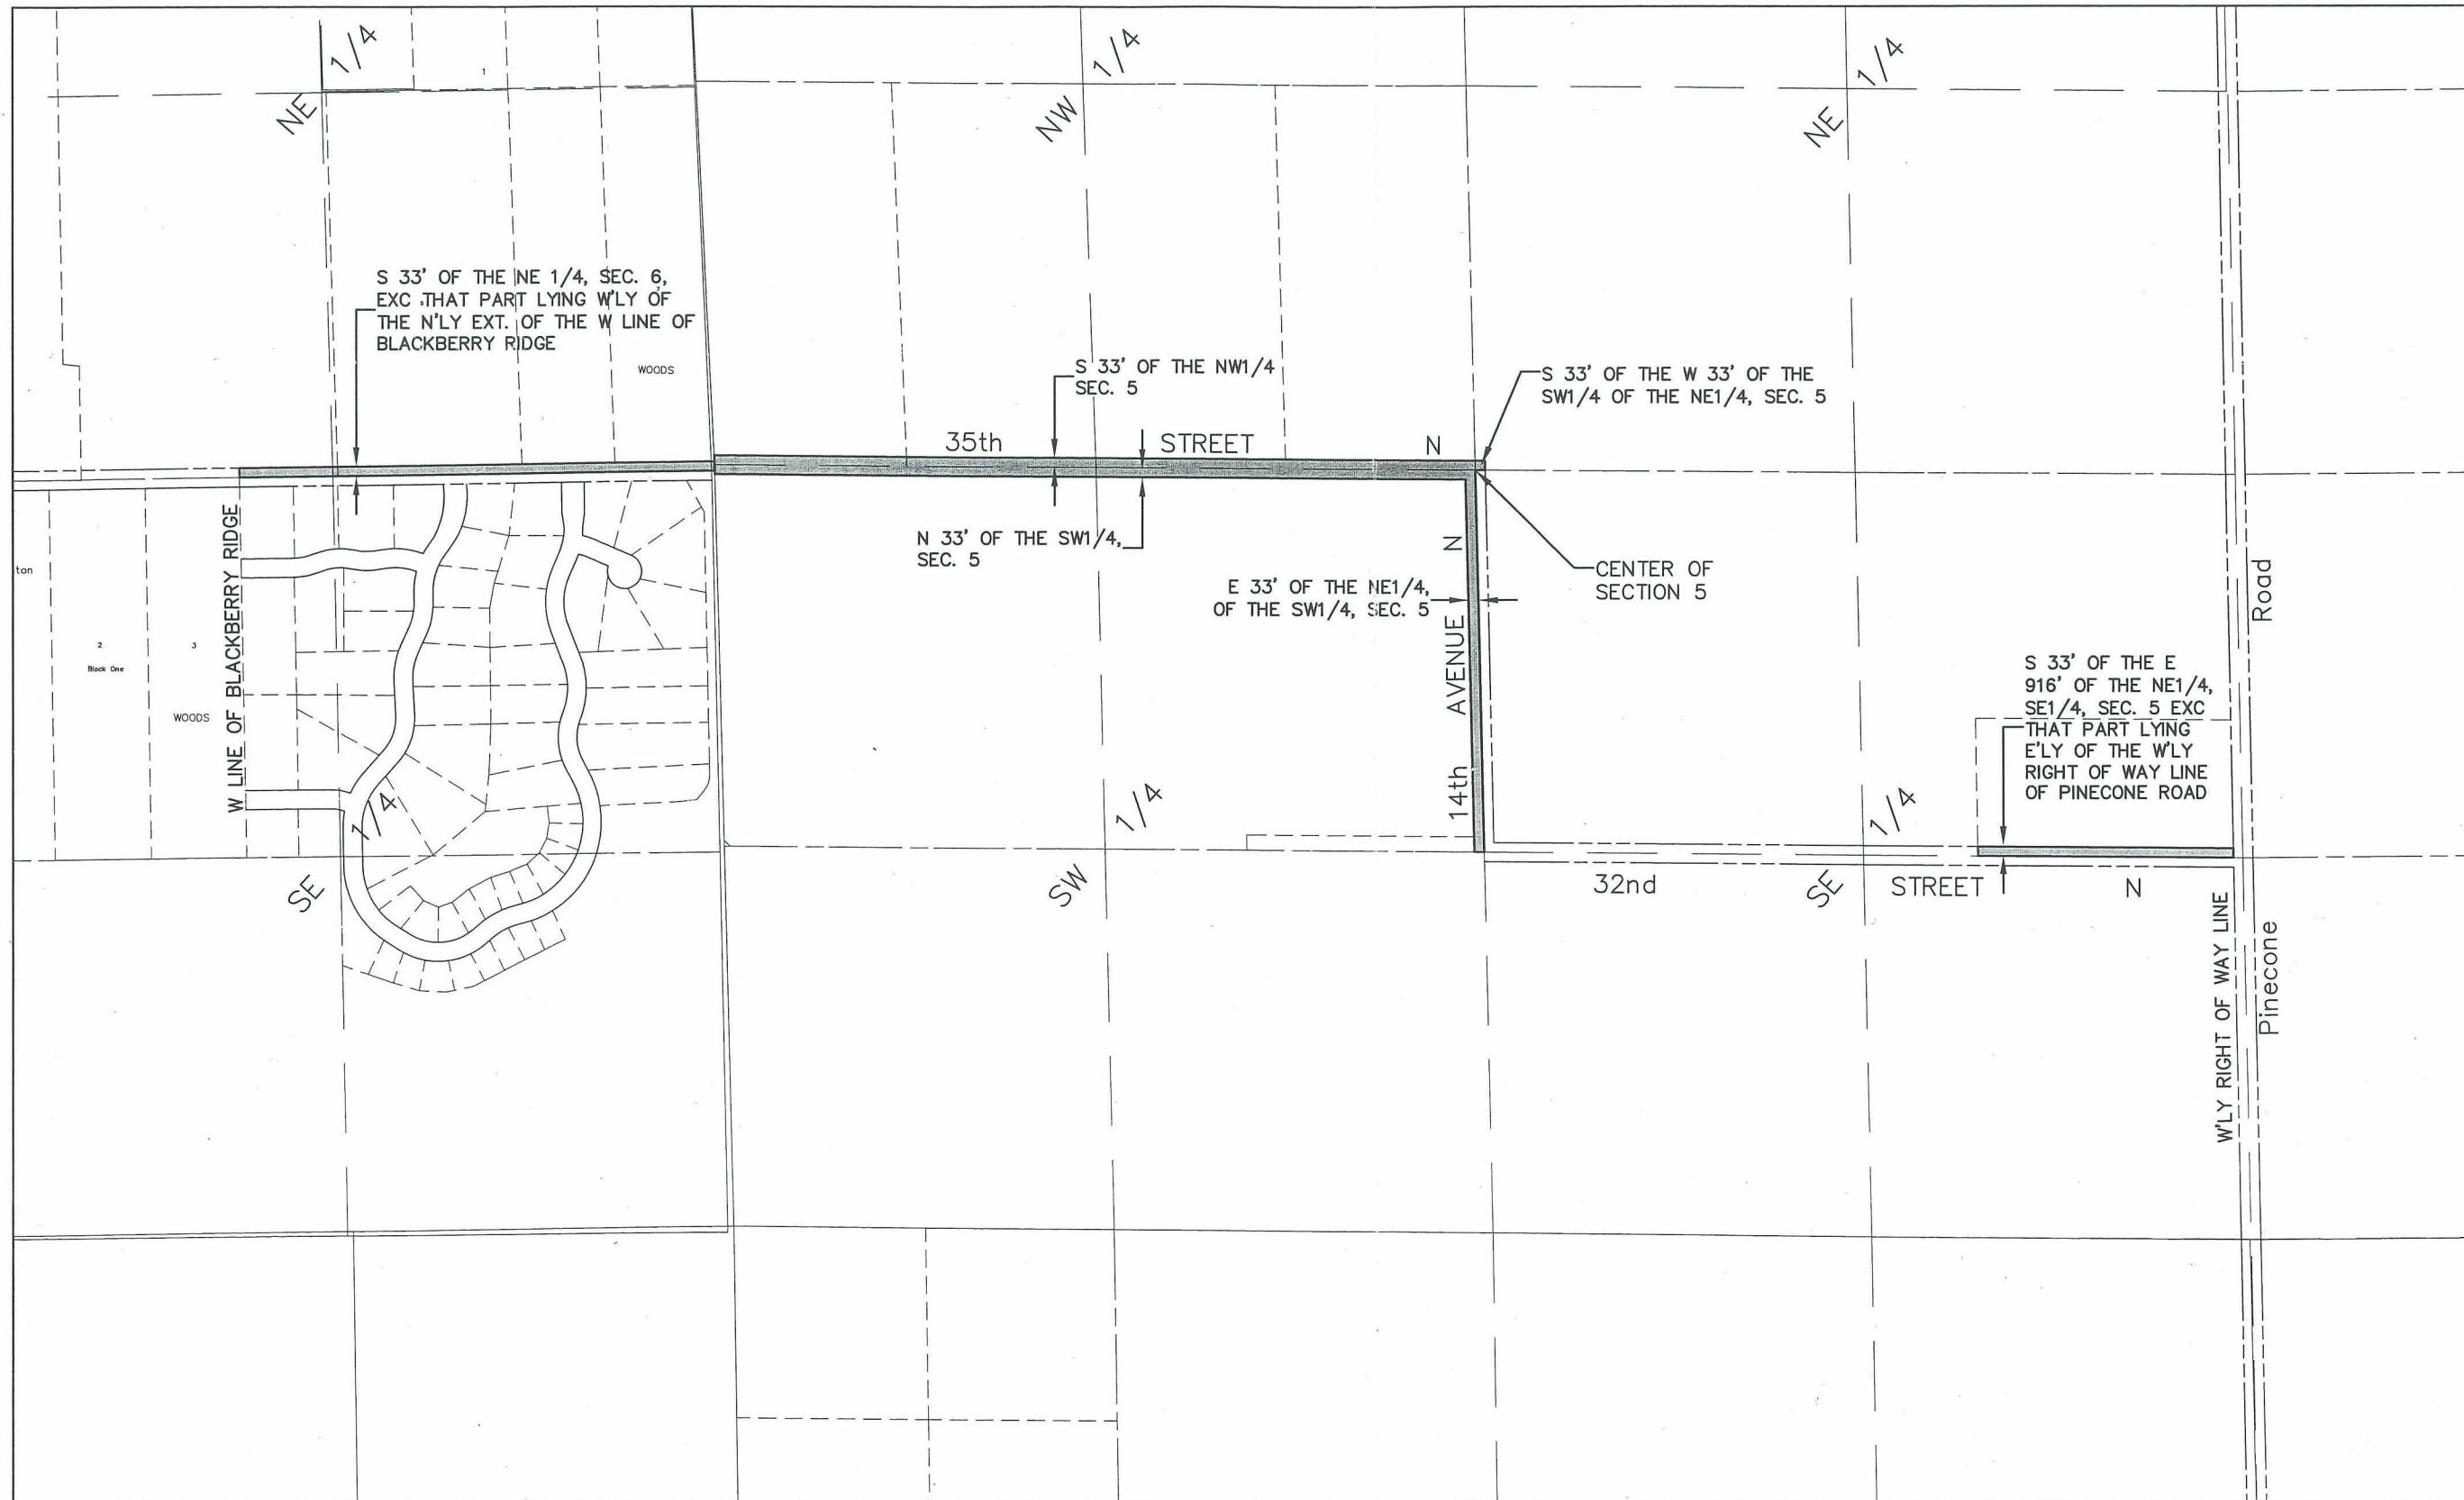 1/4
1/4
1/4
1
NE
NW
NE
S 33' OF THE NE 1/4, SEC. 6,
EXC THAT PART LYING W'LY OF
THE N'LY EXT. OF THE W LINE OF
BLACKBERRY RIDGE
WOODS
S 33' OF THE NW1/4
SEC. 5
S 33' OF THE W 33' OF THE
SW1/4 OF THE NE1/4, SEC. 5
35th STREET N
N 33' OF THE SW1/4,
SEC. 5
CENTER OF
SECTION 5
E 33' OF THE NE1/4,
OF THE SW1/4, SEC. 5
14th AVENUE N
W LINE OF BLACKBERRY RIDGE
ton
2
Block One
3
WOODS
S 33' OF THE E
916' OF THE NE1/4,
SE1/4, SEC. 5 EXC
THAT PART LYING
E'LY OF THE W'LY
RIGHT OF WAY LINE
OF PINECONE ROAD
1/4
1/4
1/4
SE
SW
SE
32nd STREET N
W'LY RIGHT OF WAY LINE
Pinecone Road